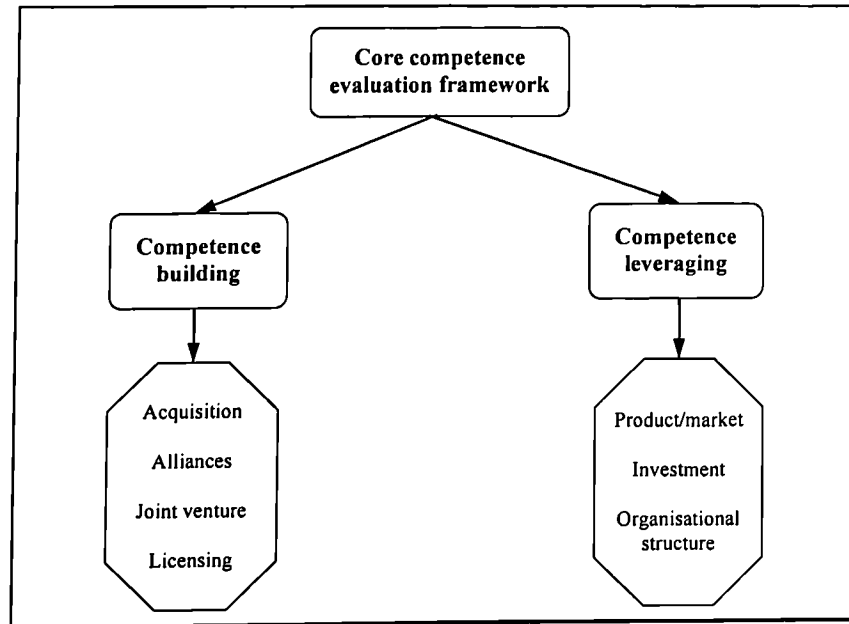 Core competence
evaluation framework
Competence
building
Competence
leveraging
Acquisition
Alliances
Joint venture
Licensing
Product/market
Investment
Organisational
structure